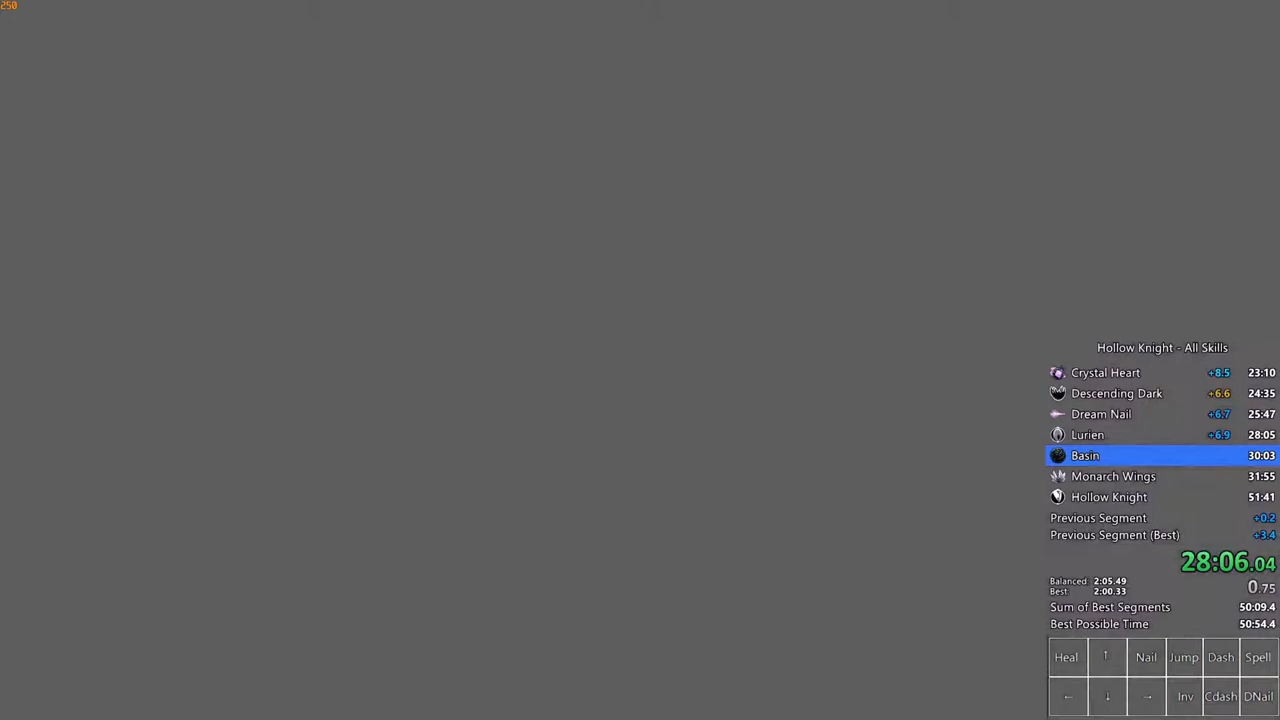 250
Hollow Knight - All Skills
Crystal Heart +8.5 23:10
Descending Dark +6.6 24:35
Dream Nail +6.7 25:47
Lurien +6.9 28:05
Basin 30:03
Monarch Wings 31:55
Hollow Knight 51:41
Previous Segment +0.2
Previous Segment (Best) +3.4
28:06.04
Balanced: 2:05.49
Best: 2:00.33
0.75
Sum of Best Segments 50:09.4
Best Possible Time 50:54.4
Heal ↑ Nail Jump Dash Spell
← ↓ → Inv Cdash DNail